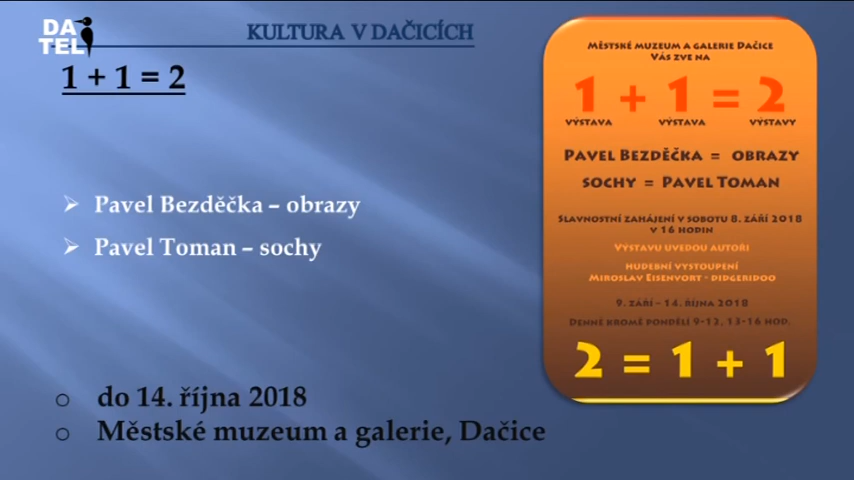 DA
TEL
KULTURA V DAČICÍCH
1 + 1 = 2
Pavel Bezděčka – obrazy
Pavel Toman – sochy
do 14. října 2018
Městské muzeum a galerie, Dačice
Městské muzeum a galerie Dačice
Vás zve na
1 + 1 = 2
výstava výstava výstavy
Pavel Bezděčka = obrazy
sochy = Pavel Toman
Slavnostní zahájení v sobotu 8. září 2018
v 16 hodin
Výstavu uvedou autoři
hudební vystoupení
Miroslav Eisenvort - didgeridoo
9. září - 14. října 2018
Denně kromě pondělí 9-12, 13-16 hod.
2 = 1 + 1